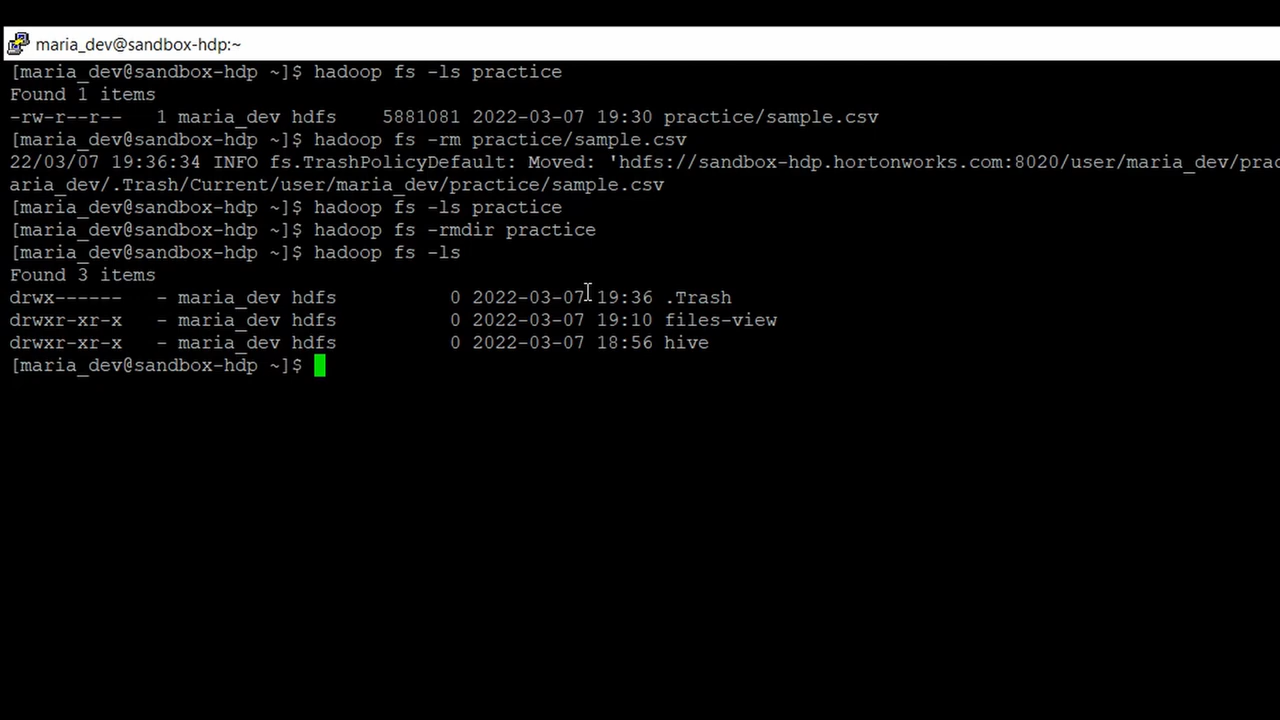 maria_dev@sandbox-hdp:~
[maria_dev@sandbox-hdp ~]$ hadoop fs -ls practice
Found 1 items
-rw-r--r-- 1 maria_dev hdfs 5881081 2022-03-07 19:30 practice/sample.csv
[maria_dev@sandbox-hdp ~]$ hadoop fs -rm practice/sample.csv
22/03/07 19:36:34 INFO fs.TrashPolicyDefault: Moved: 'hdfs://sandbox-hdp.hortonworks.com:8020/user/maria_dev/prac
aria_dev/.Trash/Current/user/maria_dev/practice/sample.csv
[maria_dev@sandbox-hdp ~]$ hadoop fs -ls practice
[maria_dev@sandbox-hdp ~]$ hadoop fs -rmdir practice
[maria_dev@sandbox-hdp ~]$ hadoop fs -ls
Found 3 items
drwx------ - maria_dev hdfs 0 2022-03-07 19:36 .Trash
drwxr-xr-x - maria_dev hdfs 0 2022-03-07 19:10 files-view
drwxr-xr-x - maria_dev hdfs 0 2022-03-07 18:56 hive
[maria_dev@sandbox-hdp ~]$